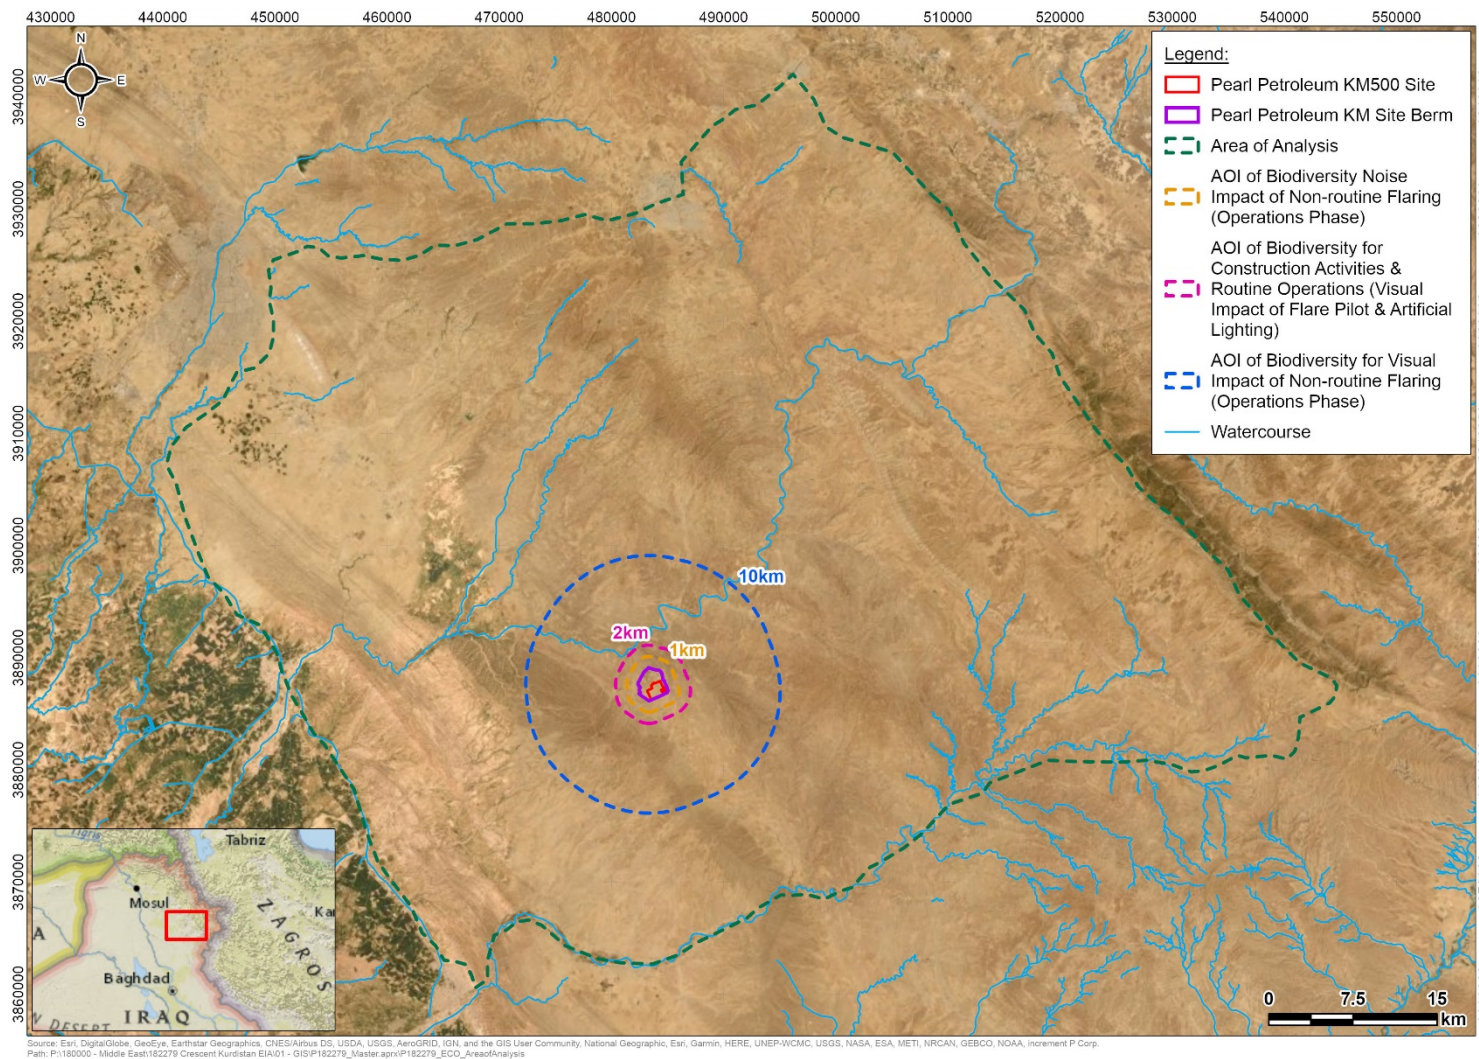 430000 440000 450000 460000 470000 480000 490000 500000 510000 520000 530000 540000 550000
N
W E
S
3940000
3930000
3920000
3910000
3900000
3890000
3880000
3870000
3860000
Legend:
Pearl Petroleum KM500 Site
Pearl Petroleum KM Site Berm
Area of Analysis
AOI of Biodiversity Noise
Impact of Non-routine Flaring
(Operations Phase)
AOI of Biodiversity for
Construction Activities &
Routine Operations (Visual
Impact of Flare Pilot & Artificial
Lighting)
AOI of Biodiversity for Visual
Impact of Non-routine Flaring
(Operations Phase)
Watercourse
10km
2km
1km
Tigris
Tabriz
Mosul
ZAGROS
Ka
A
Baghdad
IRAQ
N DESERT
0 7.5 15
km
Source: Esri, DigitalGlobe, GeoEye, Earthstar Geographics, CNES/Airbus DS, USDA, USGS, AeroGRID, IGN, and the GIS User Community, National Geographic, Esri, Garmin, HERE, UNEP-WCMC, USGS, NASA, ESA, METI, NRCAN, GEBCO, NOAA, increment P Corp.
Path: P:\180000 - Middle East\182279 Crescent Kurdistan EIA\01 - GIS\P182279_Master.aprx\P182279_ECO_AreaofAnalysis